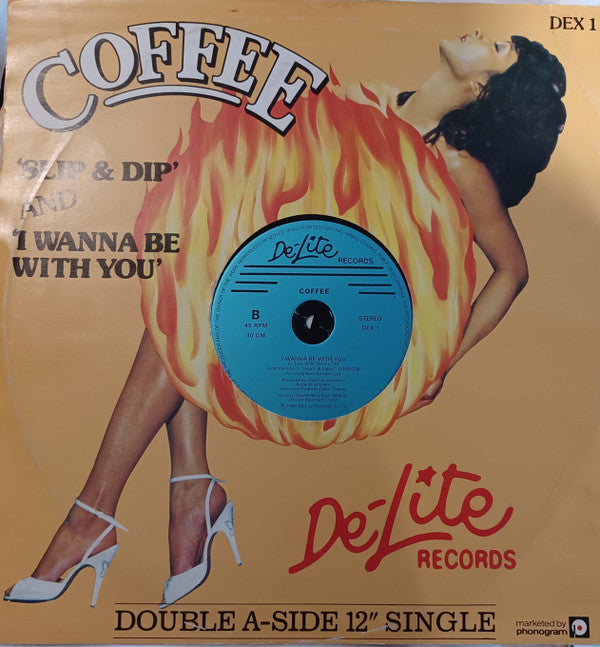 COFFEE
DEX 1
'SLIP & DIP'
AND
'I WANNA BE
WITH YOU'
De-Lite
RECORDS
COFFEE
B
45 RPM
30 CM
STEREO
DEX 1
I WANNA BE WITH YOU
De-Lite
RECORDS
DOUBLE A-SIDE 12" SINGLE
marketed by
phonogram